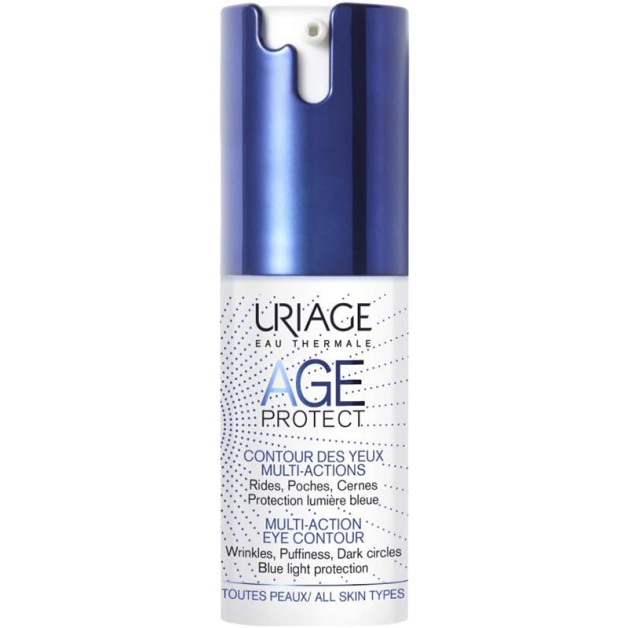 URIAGE
EAU THERMALE
AGE
PROTECT
CONTOUR DES YEUX
MULTI-ACTIONS
Rides, Poches, Cernes
Protection lumière bleue
MULTI-ACTION
EYE CONTOUR
Wrinkles, Puffiness, Dark circles
Blue light protection
TOUTES PEAUX/ ALL SKIN TYPES